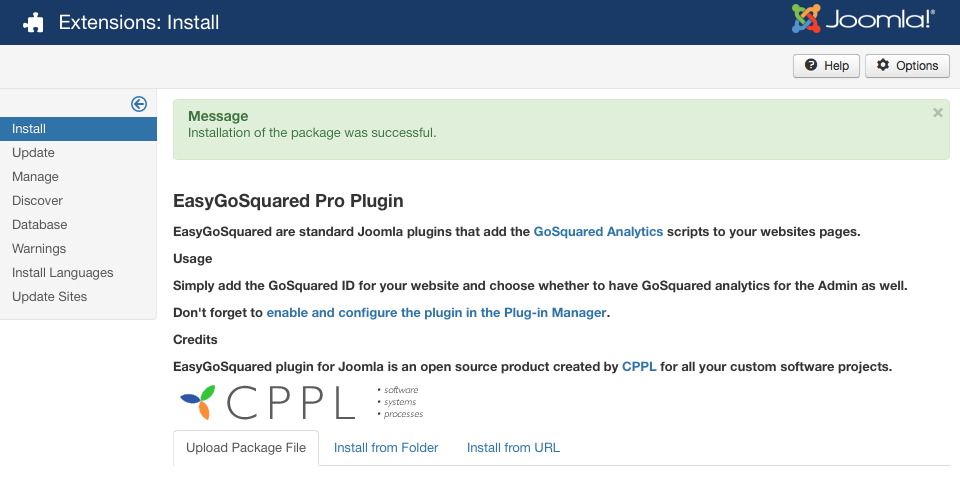 Extensions: Install
Joomla!®
Help
Options
Install
Update
Manage
Discover
Database
Warnings
Install Languages
Update Sites
Message
×
Installation of the package was successful.
EasyGoSquared Pro Plugin
EasyGoSquared are standard Joomla plugins that add the GoSquared Analytics scripts to your websites pages.
Usage
Simply add the GoSquared ID for your website and choose whether to have GoSquared analytics for the Admin as well.
Don't forget to enable and configure the plugin in the Plug-in Manager.
Credits
EasyGoSquared plugin for Joomla is an open source product created by CPPL for all your custom software projects.
CPPL
• software
• systems
• processes
Upload Package File
Install from Folder
Install from URL